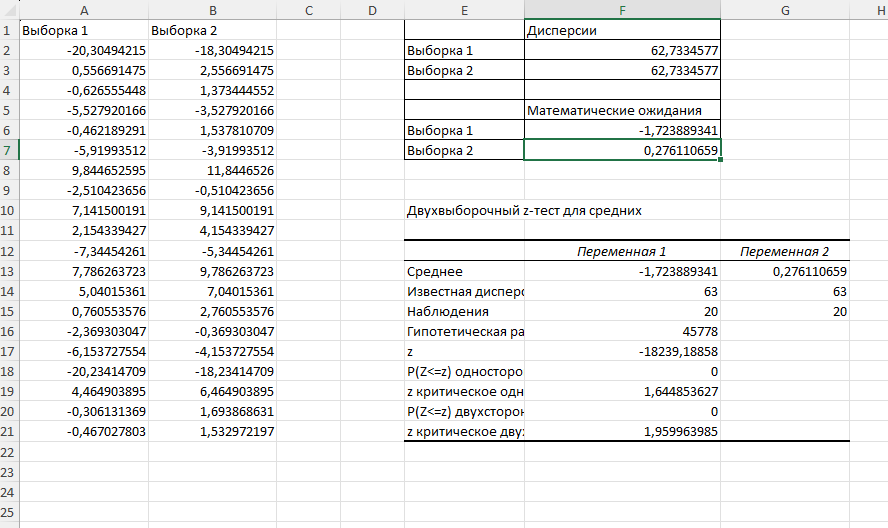 A B C D E F G H
1 Выборка 1 Выборка 2 Дисперсии
2 -20,30494215 -18,30494215 Выборка 1 62,7334577
3 0,556691475 2,556691475 Выборка 2 62,7334577
4 -0,626555448 1,373444552
5 -5,527920166 -3,527920166 Математические ожидания
6 -0,462189291 1,537810709 Выборка 1 -1,723889341
7 -5,91993512 -3,91993512 Выборка 2 0,276110659
8 9,844652595 11,8446526
9 -2,510423656 -0,510423656
10 7,141500191 9,141500191 Двухвыборочный z-тест для средних
11 2,154339427 4,154339427
12 -7,34454261 -5,34454261 Переменная 1 Переменная 2
13 7,786263723 9,786263723 Среднее -1,723889341 0,276110659
14 5,04015361 7,04015361 Известная дисперс 63 63
15 0,760553576 2,760553576 Наблюдения 20 20
16 -2,369303047 -0,369303047 Гипотетическая ра 45778
17 -6,153727554 -4,153727554 z -18239,18858
18 -20,23414709 -18,23414709 P(Z<=z) односторо 0
19 4,464903895 6,464903895 z критическое одн 1,644853627
20 -0,306131369 1,693868631 P(Z<=z) двухсторон 0
21 -0,467027803 1,532972197 z критическое двух 1,959963985
22
23
24
25